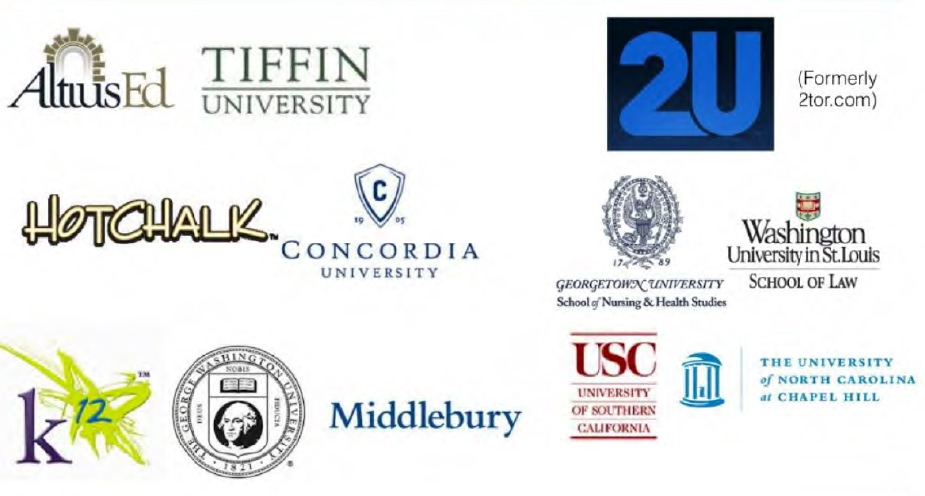 AltiusEd
TIFFIN
UNIVERSITY
2U
(Formerly
2tor.com)
HOTCHALK™
C
19 05
CONCORDIA
UNIVERSITY
17 89
GEORGETOWN UNIVERSITY
School of Nursing & Health Studies
Washington
University in St. Louis
SCHOOL OF LAW
k12™
THE GEORGE WASHINGTON UNIVERSITY
NOBIS
DEUS
FIDUCIA
· 1821 ·
®
Middlebury
USC
UNIVERSITY
OF SOUTHERN
CALIFORNIA
THE UNIVERSITY
of NORTH CAROLINA
at CHAPEL HILL